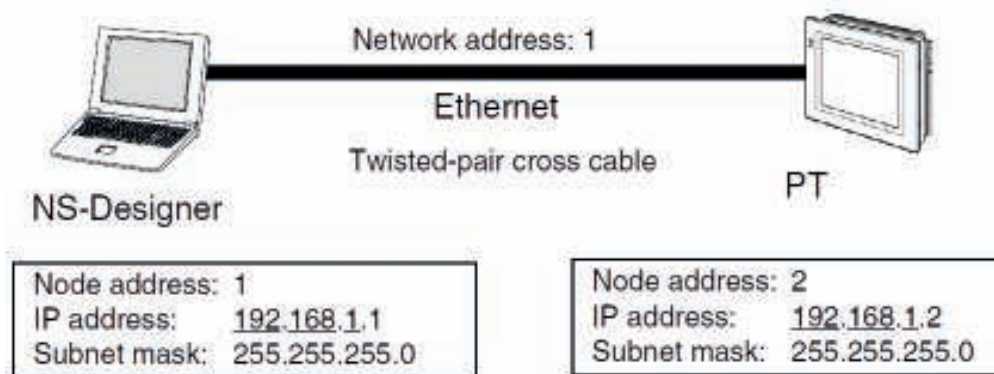 Network address: 1
Ethernet
Twisted-pair cross cable
NS-Designer
PT
Node address: 1
IP address: 192.168.1.1
Subnet mask: 255.255.255.0
Node address: 2
IP address: 192.168.1.2
Subnet mask: 255.255.255.0